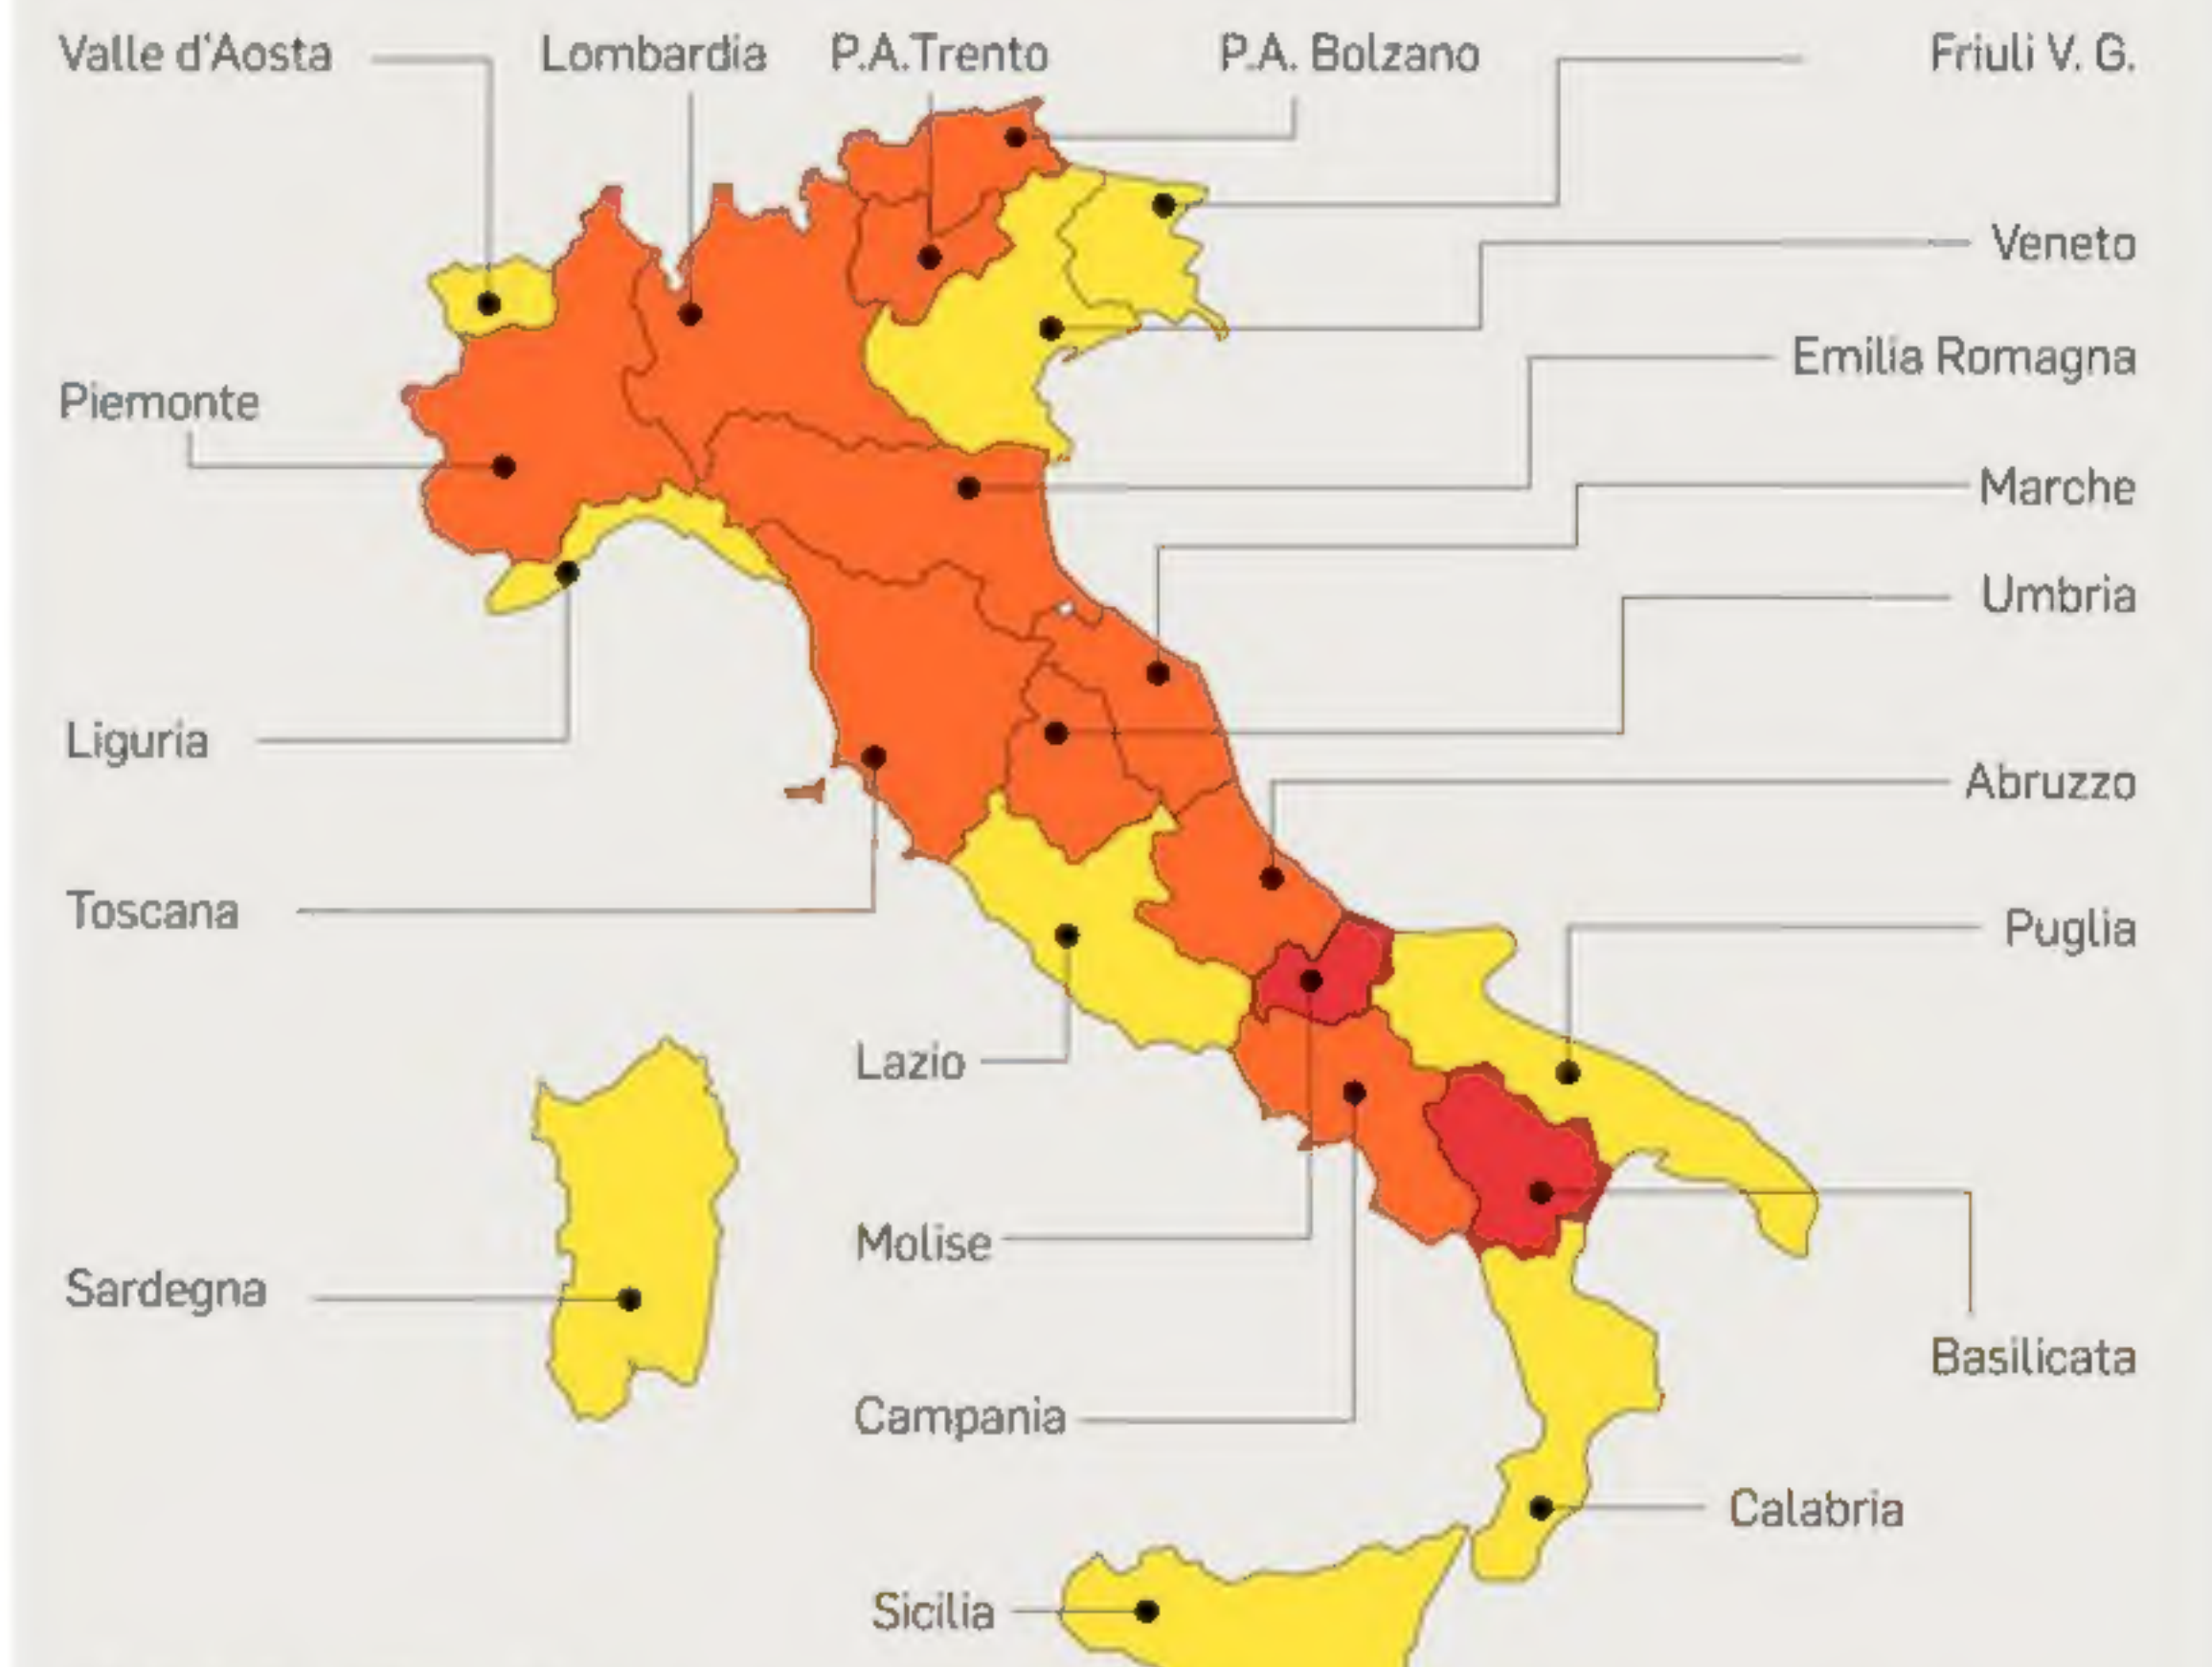 Valle d'Aosta
Lombardia
P.A.Trento
P.A. Bolzano
Friuli V. G.
Veneto
Emilia Romagna
Piemonte
Marche
Umbria
Liguria
Abruzzo
Toscana
Puglia
Lazio
Molise
Sardegna
Basilicata
Campania
Calabria
Sicilia